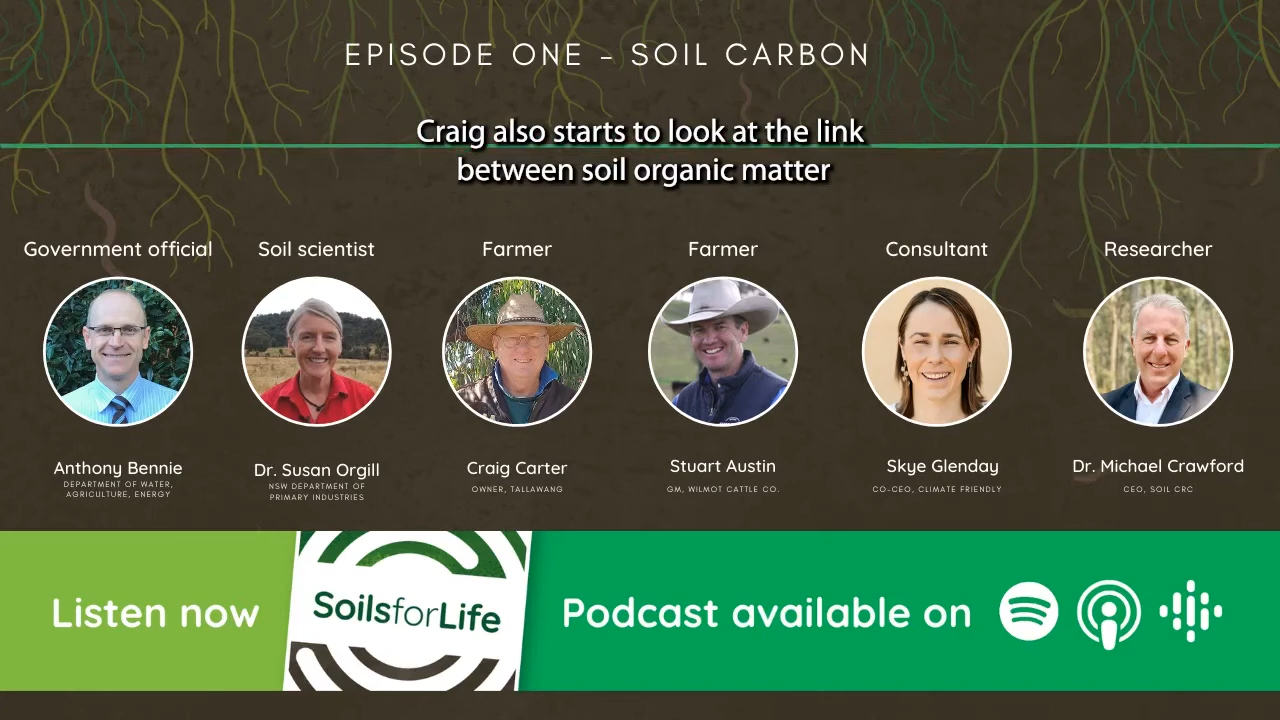 EPISODE ONE – SOIL CARBON
Craig also starts to look at the link
between soil organic matter
Government official
Soil scientist
Farmer
Farmer
Consultant
Researcher
Anthony Bennie
DEPARTMENT OF WATER,
AGRICULTURE, ENERGY
Dr. Susan Orgill
NSW DEPARTMENT OF
PRIMARY INDUSTRIES
Craig Carter
OWNER, TALLAWANG
Stuart Austin
GM, WILMOT CATTLE CO.
Skye Glenday
CO-CEO, CLIMATE FRIENDLY
Dr. Michael Crawford
CEO, SOIL CRC
Listen now
SoilsforLife
Podcast available on